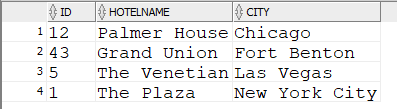 ID HOTELNAME CITY
1 12 Palmer House Chicago
2 43 Grand Union Fort Benton
3 5 The Venetian Las Vegas
4 1 The Plaza New York City